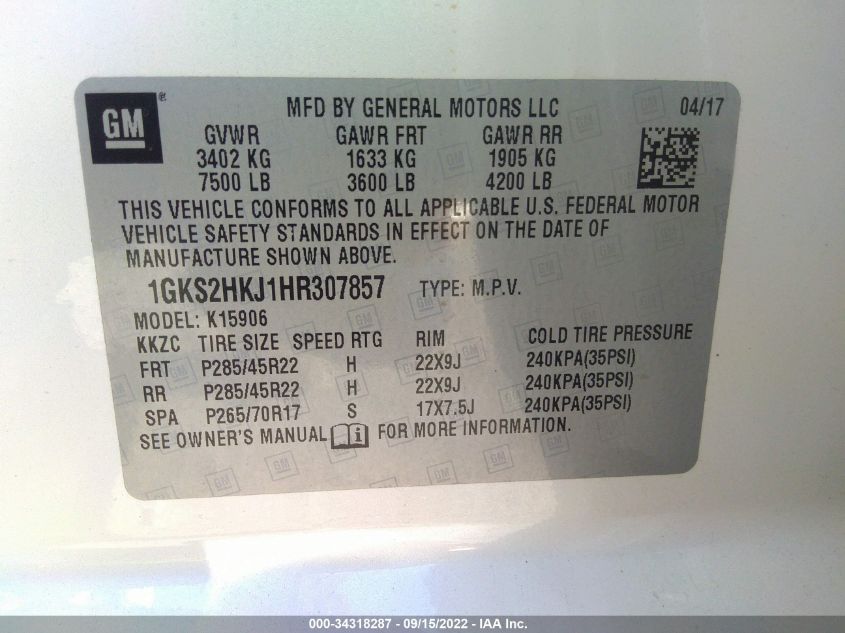 GM ® MFD BY GENERAL MOTORS LLC 04/17
GVWR GAWR FRT GAWR RR
3402 KG 1633 KG 1905 KG
7500 LB 3600 LB 4200 LB
THIS VEHICLE CONFORMS TO ALL APPLICABLE U.S. FEDERAL MOTOR
VEHICLE SAFETY STANDARDS IN EFFECT ON THE DATE OF
MANUFACTURE SHOWN ABOVE.
1GKS2HKJ1HR307857 TYPE: M.P.V.
MODEL: K15906
KKZC TIRE SIZE SPEED RTG RIM COLD TIRE PRESSURE
FRT P285/45R22 H 22X9J 240KPA(35PSI)
RR P285/45R22 H 22X9J 240KPA(35PSI)
SPA P265/70R17 S 17X7.5J 240KPA(35PSI)
SEE OWNER'S MANUAL i FOR MORE INFORMATION.
000-34318287 - 09/15/2022 - IAA Inc.